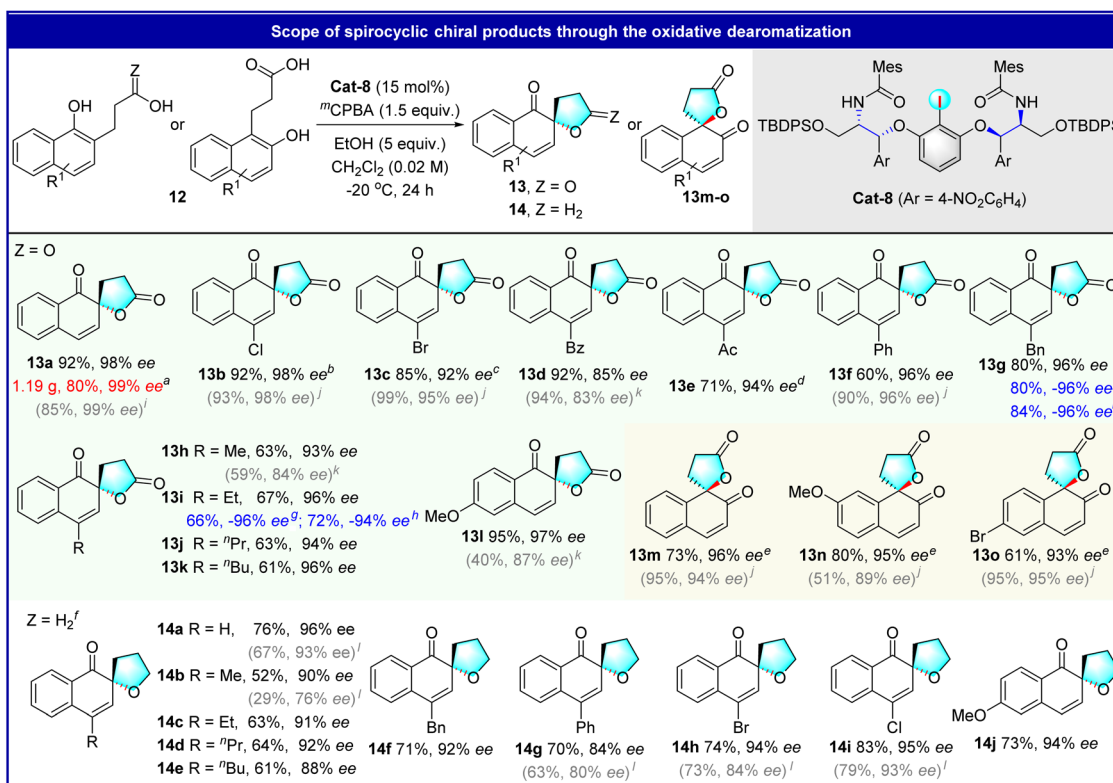 Scope of spirocyclic chiral products through the oxidative dearomatization
Z
OH
OH
R¹
or
O
OH
OH
R¹
12
Cat-8 (15 mol%)
ᵐCPBA (1.5 equiv.)
EtOH (5 equiv.)
CH₂Cl₂ (0.02 M)
-20 °C, 24 h
O
Z
O
R¹
13, Z = O
14, Z = H₂
or
O
O
O
R¹
13m-o
Mes
HN
O
TBDPSO
O
Ar
I
Mes
O
NH
O
OTBDPS
Ar
Cat-8 (Ar = 4-NO₂C₆H₄)
Z = O
O
O
O
13a 92%, 98% ee
1.19 g, 80%, 99% eeᵃ
(85%, 99% ee)ⁱ
O
O
O
Cl
13b 92%, 98% eeᵇ
(93%, 98% ee)ʲ
O
O
O
Br
13c 85%, 92% eeᶜ
(99%, 95% ee)ʲ
O
O
O
Bz
13d 92%, 85% ee
(94%, 83% ee)ᵏ
O
O
O
Ac
13e 71%, 94% eeᵈ
O
O
O
Ph
13f 60%, 96% ee
(90%, 96% ee)ʲ
O
O
O
Bn
13g 80%, 96% ee
80%, -96% ee
84%, -96% ee
O
O
O
R
13h R = Me, 63%, 93% ee
(59%, 84% ee)ᵏ
13i R = Et, 67%, 96% ee
66%, -96% eeᵍ; 72%, -94% eeʰ
13j R = ⁿPr, 63%, 94% ee
13k R = ⁿBu, 61%, 96% ee
O
O
O
MeO
13l 95%, 97% ee
(40%, 87% ee)ᵏ
O
O
O
13m 73%, 96% eeᵉ
(95%, 94% ee)ʲ
O
O
O
MeO
13n 80%, 95% eeᵉ
(51%, 89% ee)ʲ
O
O
O
Br
13o 61%, 93% eeᵉ
(95%, 95% ee)ʲ
Z = H₂ᶠ
O
O
R
14a R = H, 76%, 96% ee
(67%, 93% ee)ˡ
14b R = Me, 52%, 90% ee
(29%, 76% ee)ˡ
14c R = Et, 63%, 91% ee
14d R = ⁿPr, 64%, 92% ee
14e R = ⁿBu, 61%, 88% ee
O
O
Bn
14f 71%, 92% ee
O
O
Ph
14g 70%, 84% ee
(63%, 80% ee)ˡ
O
O
Br
14h 74%, 94% ee
(73%, 84% ee)ˡ
O
O
Cl
14i 83%, 95% ee
(79%, 93% ee)ˡ
O
O
MeO
14j 73%, 94% ee